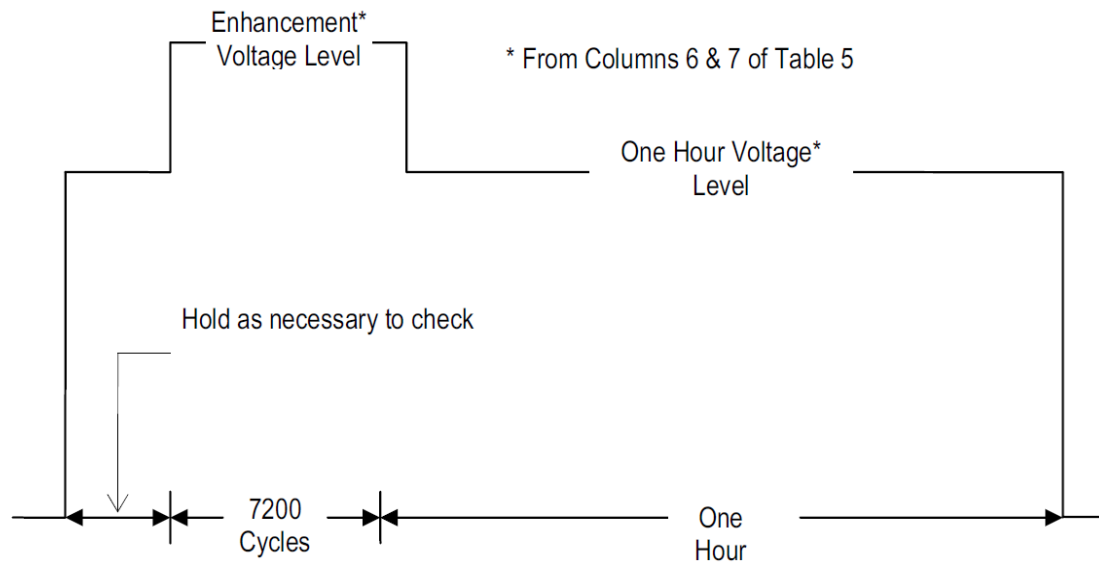 Enhancement*
Voltage Level
* From Columns 6 & 7 of Table 5
One Hour Voltage*
Level
Hold as necessary to check
7200
Cycles
One
Hour